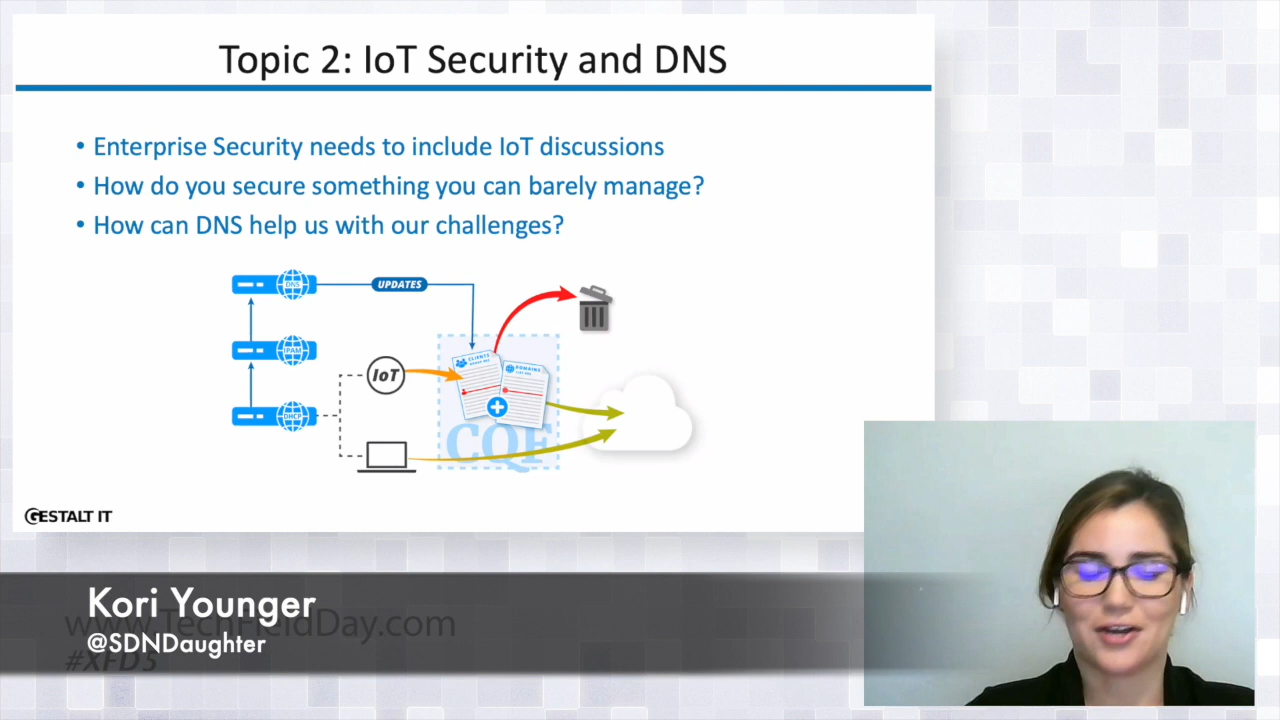 Topic 2: IoT Security and DNS
• Enterprise Security needs to include IoT discussions
• How do you secure something you can barely manage?
• How can DNS help us with our challenges?
DNS
UPDATES
IPAM
CLIENTS
DOMAINS
IoT
DHCP
CQF
GESTALT IT
Kori Younger
www.TechFieldDay.com
@SDNDaughter
#XFD5